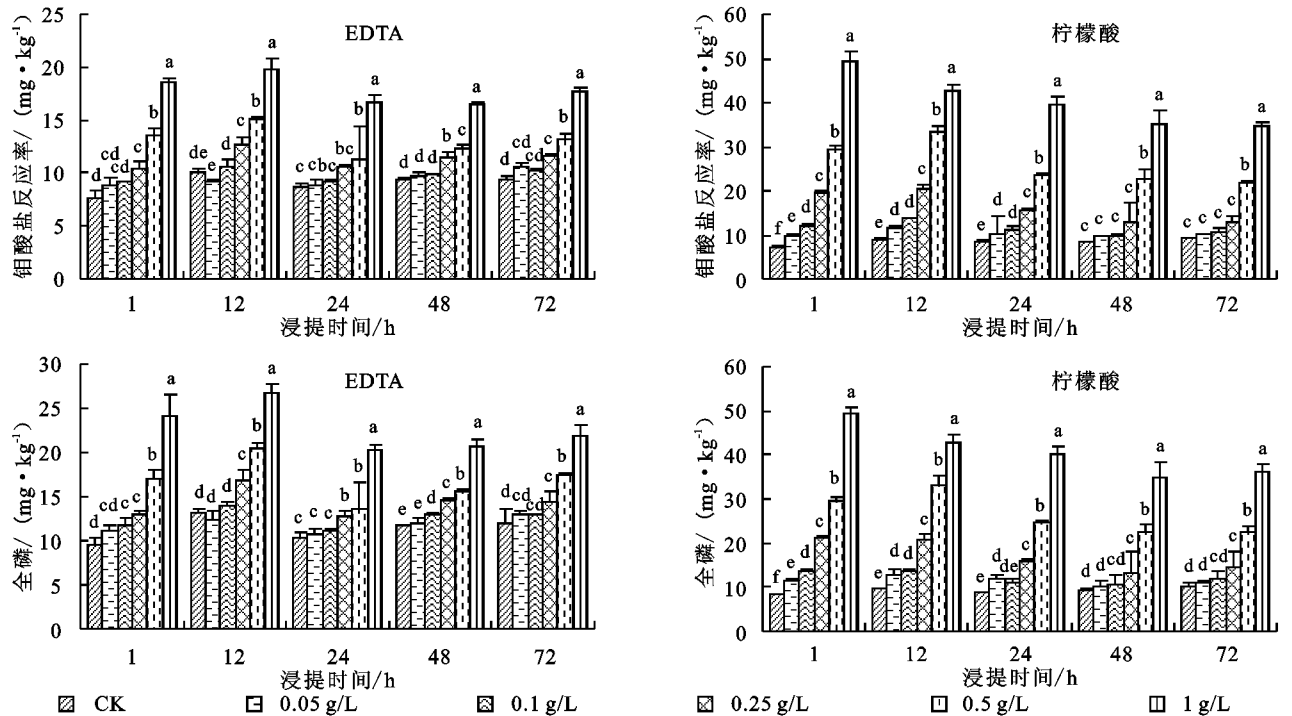 EDTA
钼酸盐反应率/ (mg·kg⁻¹)
25
20
15
10
5
0
d cd cd c b a
de e d c b a
c c bc bc b a
d d d c c a
d c cd c b a
1 12 24 48 72
浸提时间/h
柠檬酸
钼酸盐反应率/ (mg·kg⁻¹)
60
50
40
30
20
10
0
f e d c b a
e d d c b a
e d d c b a
c c c c b a
c c c c b a
1 12 24 48 72
浸提时间/h
EDTA
全磷/ (mg·kg⁻¹)
30
25
20
15
10
5
0
d cd c c b a
d d d c b a
c c c b b a
e e d c b a
d cd cd c b a
1 12 24 48 72
浸提时间/h
柠檬酸
全磷/ (mg·kg⁻¹)
60
50
40
30
20
10
0
f e d c b a
e d d c b a
e d de c b a
d d cd c b a
d d cd c b a
1 12 24 48 72
浸提时间/h
CK 0.05 g/L 0.1 g/L 0.25 g/L 0.5 g/L 1 g/L